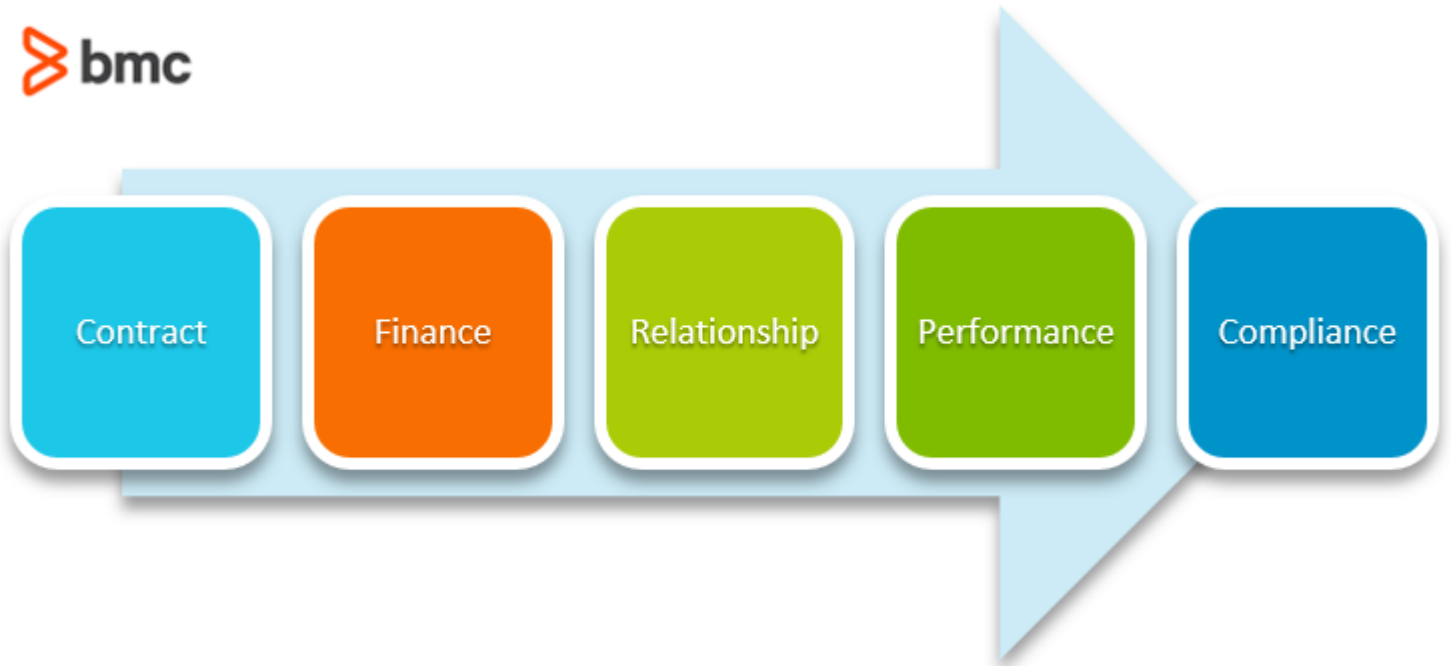 bmc
Contract
Finance
Relationship
Performance
Compliance